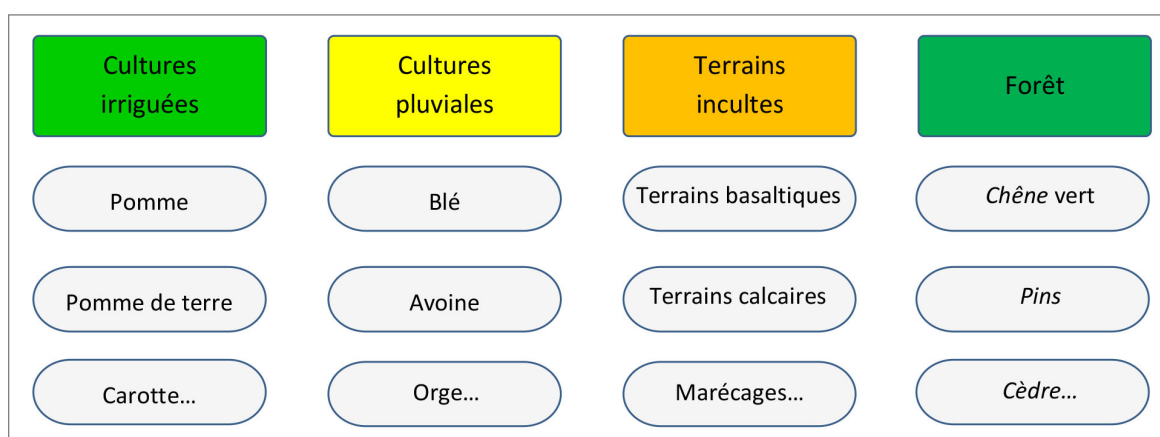 Cultures
irriguées
Cultures
pluviales
Terrains
incultes
Forêt
Pomme
Blé
Terrains basaltiques
Chêne vert
Pomme de terre
Avoine
Terrains calcaires
Pins
Carotte…
Orge…
Marécages…
Cèdre…